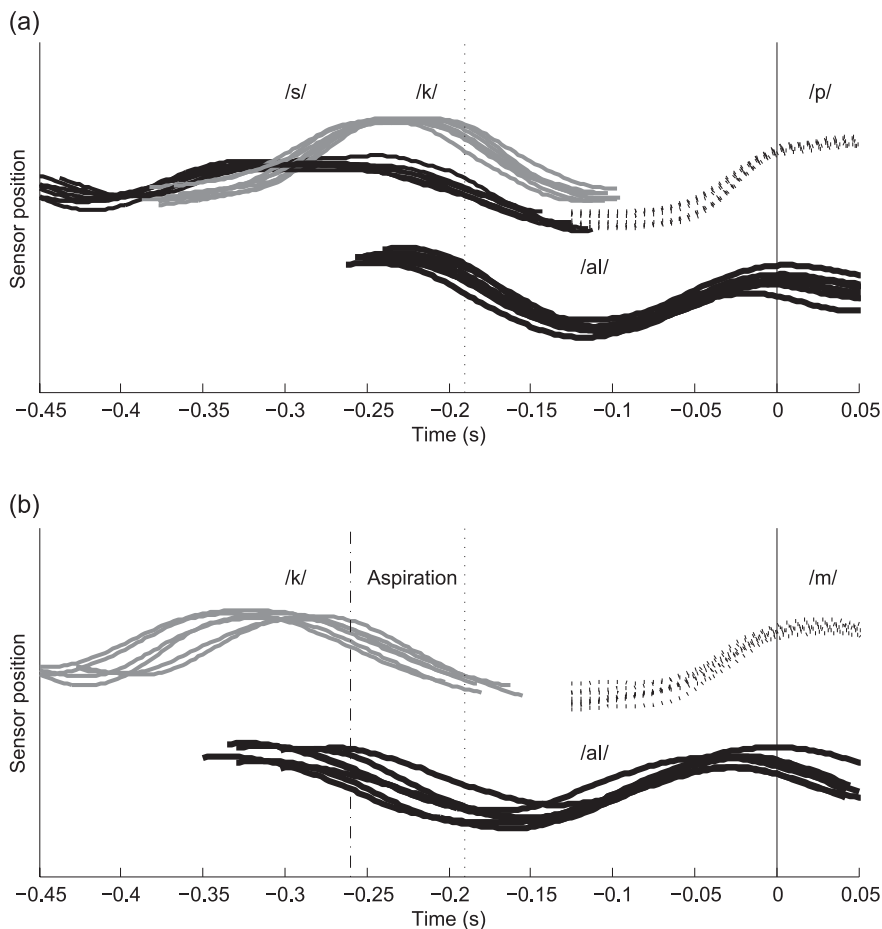 (a)
/s/ /k/ /p/
/aI/
Sensor position
−0.45 −0.4 −0.35 −0.3 −0.25 −0.2 −0.15 −0.1 −0.05 0 0.05
Time (s)
(b)
/k/ Aspiration /m/
/aI/
Sensor position
−0.45 −0.4 −0.35 −0.3 −0.25 −0.2 −0.15 −0.1 −0.05 0 0.05
Time (s)